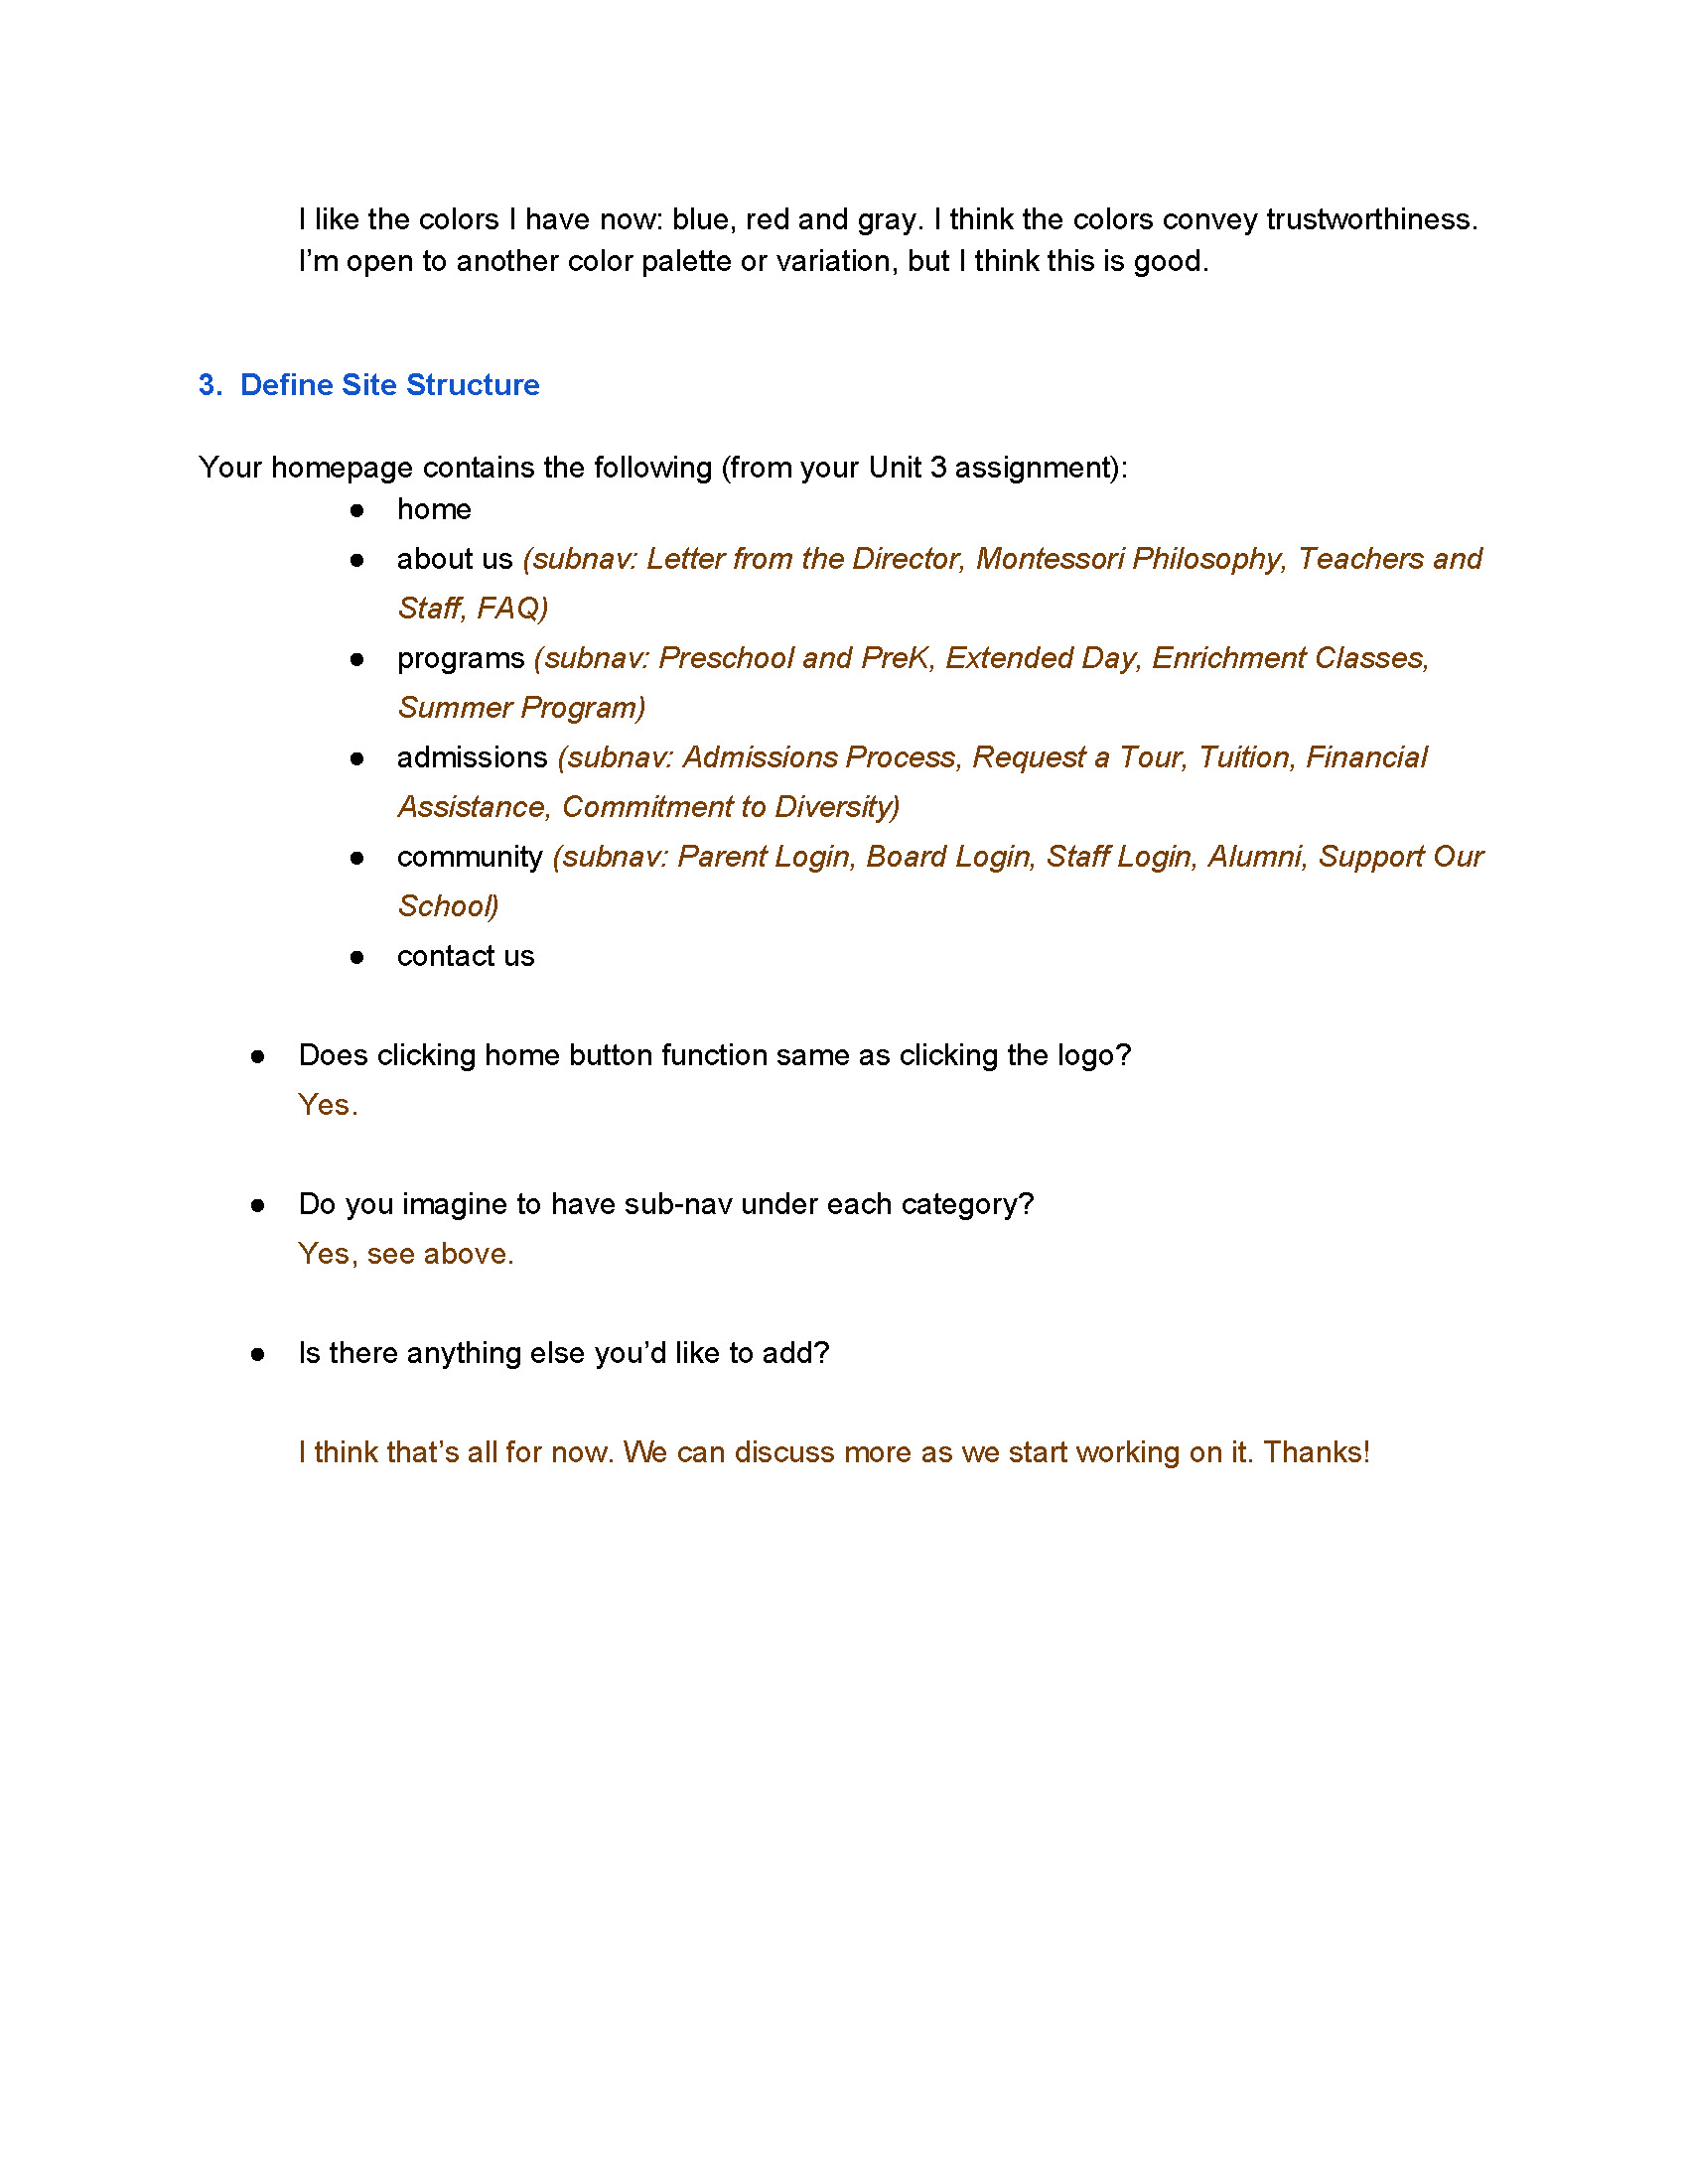 I like the colors I have now: blue, red and gray. I think the colors convey trustworthiness.
I’m open to another color palette or variation, but I think this is good.
3. Define Site Structure
Your homepage contains the following (from your Unit 3 assignment):
● home
● about us (subnav: Letter from the Director, Montessori Philosophy, Teachers and
Staff, FAQ)
● programs (subnav: Preschool and PreK, Extended Day, Enrichment Classes,
Summer Program)
● admissions (subnav: Admissions Process, Request a Tour, Tuition, Financial
Assistance, Commitment to Diversity)
● community (subnav: Parent Login, Board Login, Staff Login, Alumni, Support Our
School)
● contact us
● Does clicking home button function same as clicking the logo?
Yes.
● Do you imagine to have sub-nav under each category?
Yes, see above.
● Is there anything else you’d like to add?
I think that’s all for now. We can discuss more as we start working on it. Thanks!